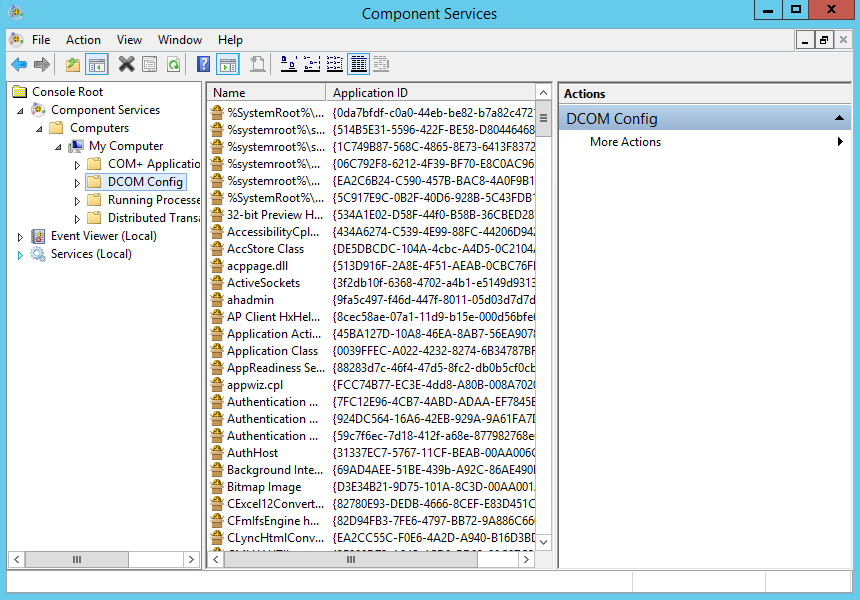 Component Services
File Action View Window Help
Console Root
Component Services
Computers
My Computer
COM+ Applicatio
DCOM Config
Running Processe
Distributed Trans
Event Viewer (Local)
Services (Local)
Name Application ID
%SystemRoot%\... {0da7bfdf-c0a0-44eb-be82-b7a82c472
%systemroot%\s... {514B5E31-5596-422F-BE58-D80446468
%systemroot%\s... {1C749B87-568C-4865-8E73-6413F8372
%systemroot%\s... {06C792F8-6212-4F39-BF70-E8C0AC96
%systemroot%\s... {EA2C6B24-C590-457B-BAC8-4A0F9B1
%SystemRoot%\... {5C917E9C-0B2F-40D6-928B-5C43FDB
32-bit Preview H... {534A1E02-D58F-44f0-B58B-36CBED28
AccessibilityCpl... {434A6274-C539-4E99-88FC-44206D942
AccStore Class {DE5DBCDC-104A-4cbc-A4D5-0C2104
acppage.dll {513D916F-2A8E-4F51-AEAB-0CBC76F
ActiveSockets {3f2db10f-6368-4702-a4b1-e5149d9313
ahadmin {9fa5c497-f46d-447f-8011-05d03d7d7d
AP Client HxHel... {8cec58ae-07a1-11d9-b15e-000d56bfe
Application Acti... {45BA127D-10A8-46EA-8AB7-56EA9078
Application Class {0039FFEC-A022-4232-8274-6B34787BF
AppReadiness Se... {88283d7c-46f4-47d5-8fc2-db0b5cf0cb
appwiz.cpl {FCC74B77-EC3E-4dd8-A80B-008A702
Authentication ... {7FC12E96-4CB7-4ABD-ADAA-EF7845B
Authentication ... {924DC564-16A6-42EB-929A-9A61FA7D
Authentication ... {59c7f6ec-7d18-412f-a68e-877982768e
AuthHost {31337EC7-5767-11CF-BEAB-00AA006C
Background Inte... {69AD4AEE-51BE-439b-A92C-86AE490
Bitmap Image {D3E34B21-9D75-101A-8C3D-00AA001
CExcel12Convert... {82780E93-DEDB-4666-8CEF-E83D451C
CFmIfsEngine h... {82D94FB3-7FE6-4797-BB72-9A886C66
CLyncHtmlConv... {EA2CC55C-F0E6-4A2D-A940-B16D3BD
Actions
DCOM Config
More Actions